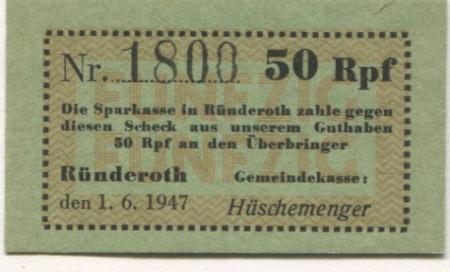 Nr. 1800 50 Rpf
Die Sparkasse in Ründeroth zahle gegen
diesen Scheck aus unserem Guthaben
50 Rpf an den Überbringer
Ründeroth Gemeindekasse:
den 1. 6. 1947 Hüschemenger
FÜNFZIG
FÜNFZIG